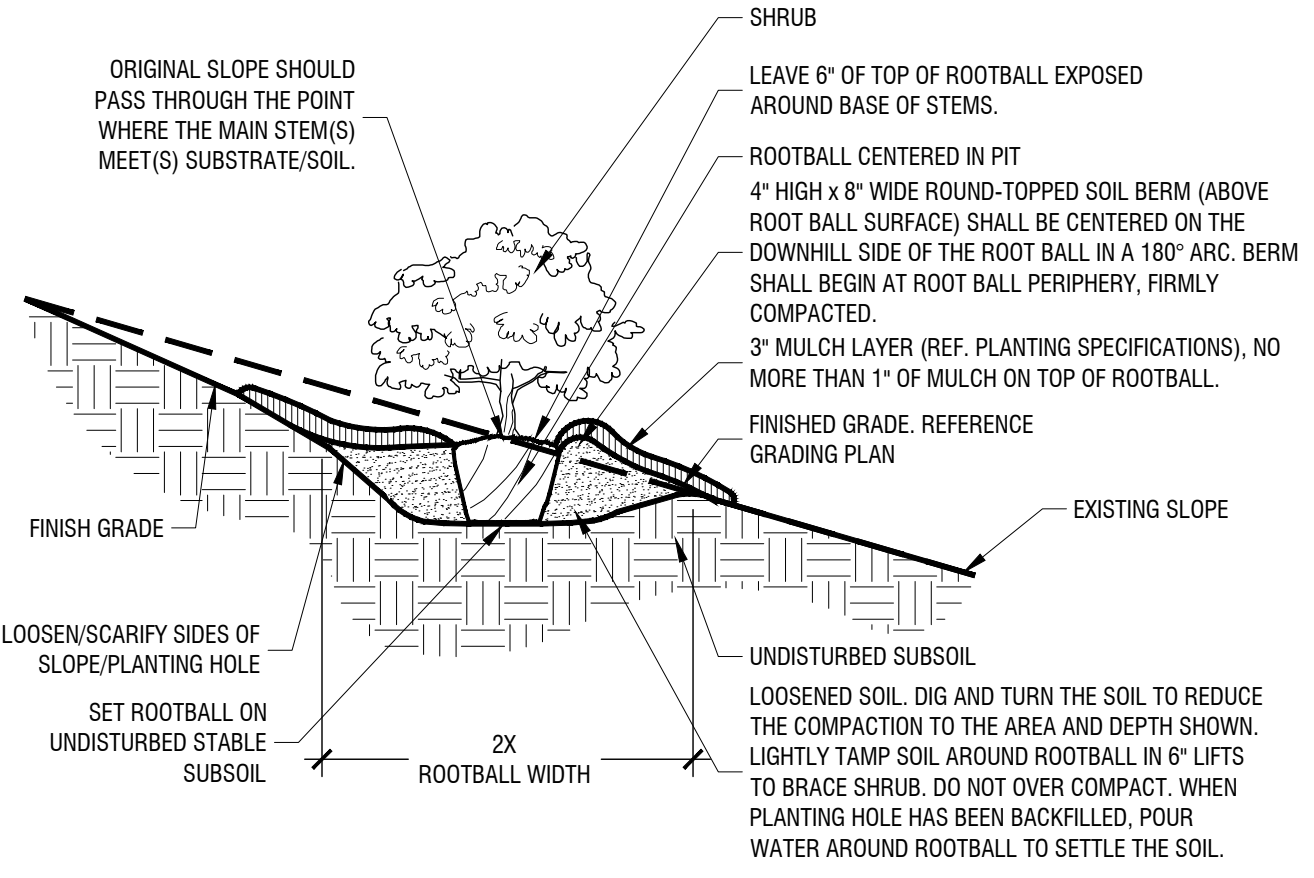 SHRUB
ORIGINAL SLOPE SHOULD
PASS THROUGH THE POINT
WHERE THE MAIN STEM(S)
MEET(S) SUBSTRATE/SOIL.
LEAVE 6" OF TOP OF ROOTBALL EXPOSED
AROUND BASE OF STEMS.
ROOTBALL CENTERED IN PIT
4" HIGH x 8" WIDE ROUND-TOPPED SOIL BERM (ABOVE
ROOT BALL SURFACE) SHALL BE CENTERED ON THE
DOWNHILL SIDE OF THE ROOT BALL IN A 180° ARC. BERM
SHALL BEGIN AT ROOT BALL PERIPHERY, FIRMLY
COMPACTED.
3" MULCH LAYER (REF. PLANTING SPECIFICATIONS), NO
MORE THAN 1" OF MULCH ON TOP OF ROOTBALL.
FINISHED GRADE. REFERENCE
GRADING PLAN
EXISTING SLOPE
FINISH GRADE
LOOSEN/SCARIFY SIDES OF
SLOPE/PLANTING HOLE
SET ROOTBALL ON
UNDISTURBED STABLE
SUBSOIL
2X
ROOTBALL WIDTH
UNDISTURBED SUBSOIL
LOOSENED SOIL. DIG AND TURN THE SOIL TO REDUCE
THE COMPACTION TO THE AREA AND DEPTH SHOWN.
LIGHTLY TAMP SOIL AROUND ROOTBALL IN 6" LIFTS
TO BRACE SHRUB. DO NOT OVER COMPACT. WHEN
PLANTING HOLE HAS BEEN BACKFILLED, POUR
WATER AROUND ROOTBALL TO SETTLE THE SOIL.